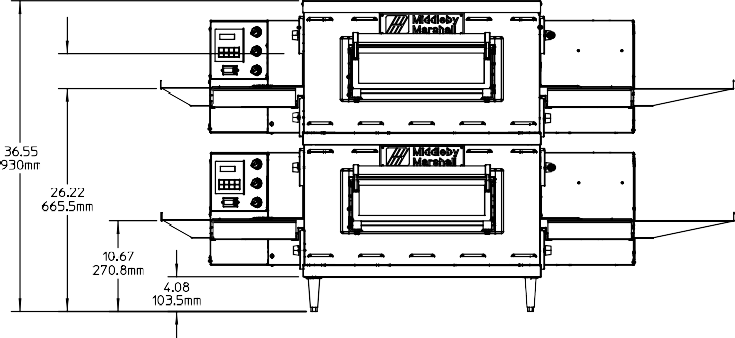 Middleby
Marshall
Middleby
Marshall
36.55
930mm
26.22
665.5mm
10.67
270.8mm
4.08
103.5mm